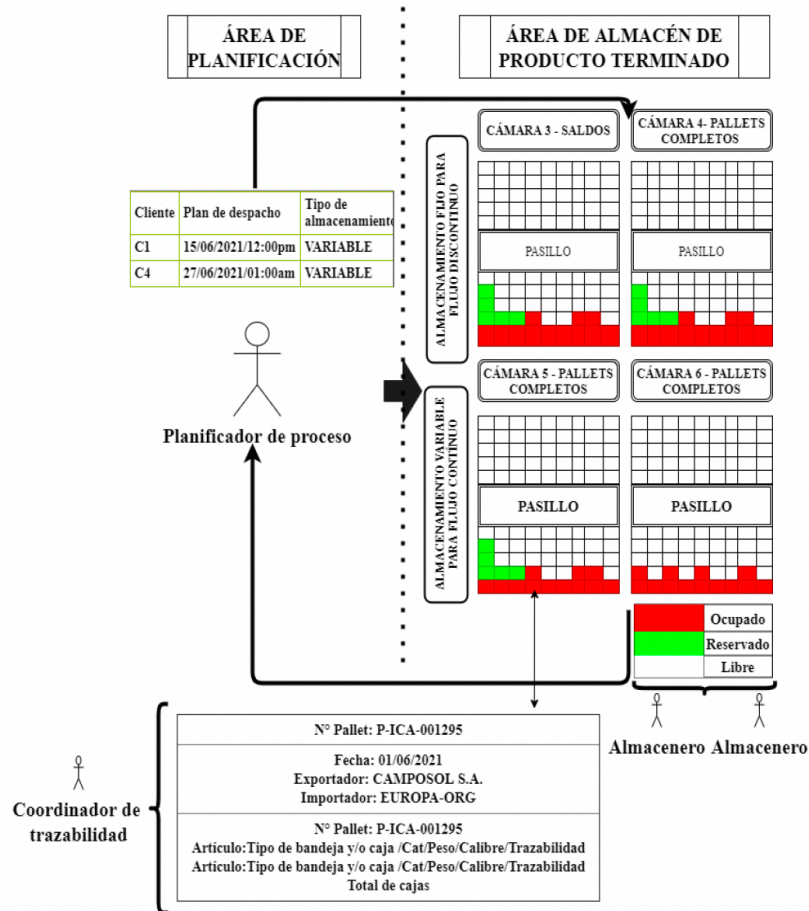 ÁREA DE
PLANIFICACIÓN
ÁREA DE ALMACÉN DE
PRODUCTO TERMINADO
CÁMARA 3 - SALDOS
CÁMARA 4- PALLETS
COMPLETOS
ALMACENAMIENTO FIJO PARA
FLUJO DISCONTINUO
PASILLO
PASILLO
Cliente
Plan de despacho
Tipo de
almacenamiento
C1
15/06/2021/12:00pm
VARIABLE
C4
27/06/2021/01:00am
VARIABLE
Planificador de proceso
CÁMARA 5 - PALLETS
COMPLETOS
CÁMARA 6 - PALLETS
COMPLETOS
ALMACENAMIENTO VARIABLE
PARA FLUJO CONTÍNUO
PASILLO
PASILLO
Ocupado
Reservado
Libre
Almacenero
Almacenero
Coordinador de
trazabilidad
N° Pallet: P-ICA-001295
Fecha: 01/06/2021
Exportador: CAMPOSOL S.A.
Importador: EUROPA-ORG
N° Pallet: P-ICA-001295
Artículo:Tipo de bandeja y/o caja /Cat/Peso/Calibre/Trazabilidad
Artículo:Tipo de bandeja y/o caja /Cat/Peso/Calibre/Trazabilidad
Total de cajas